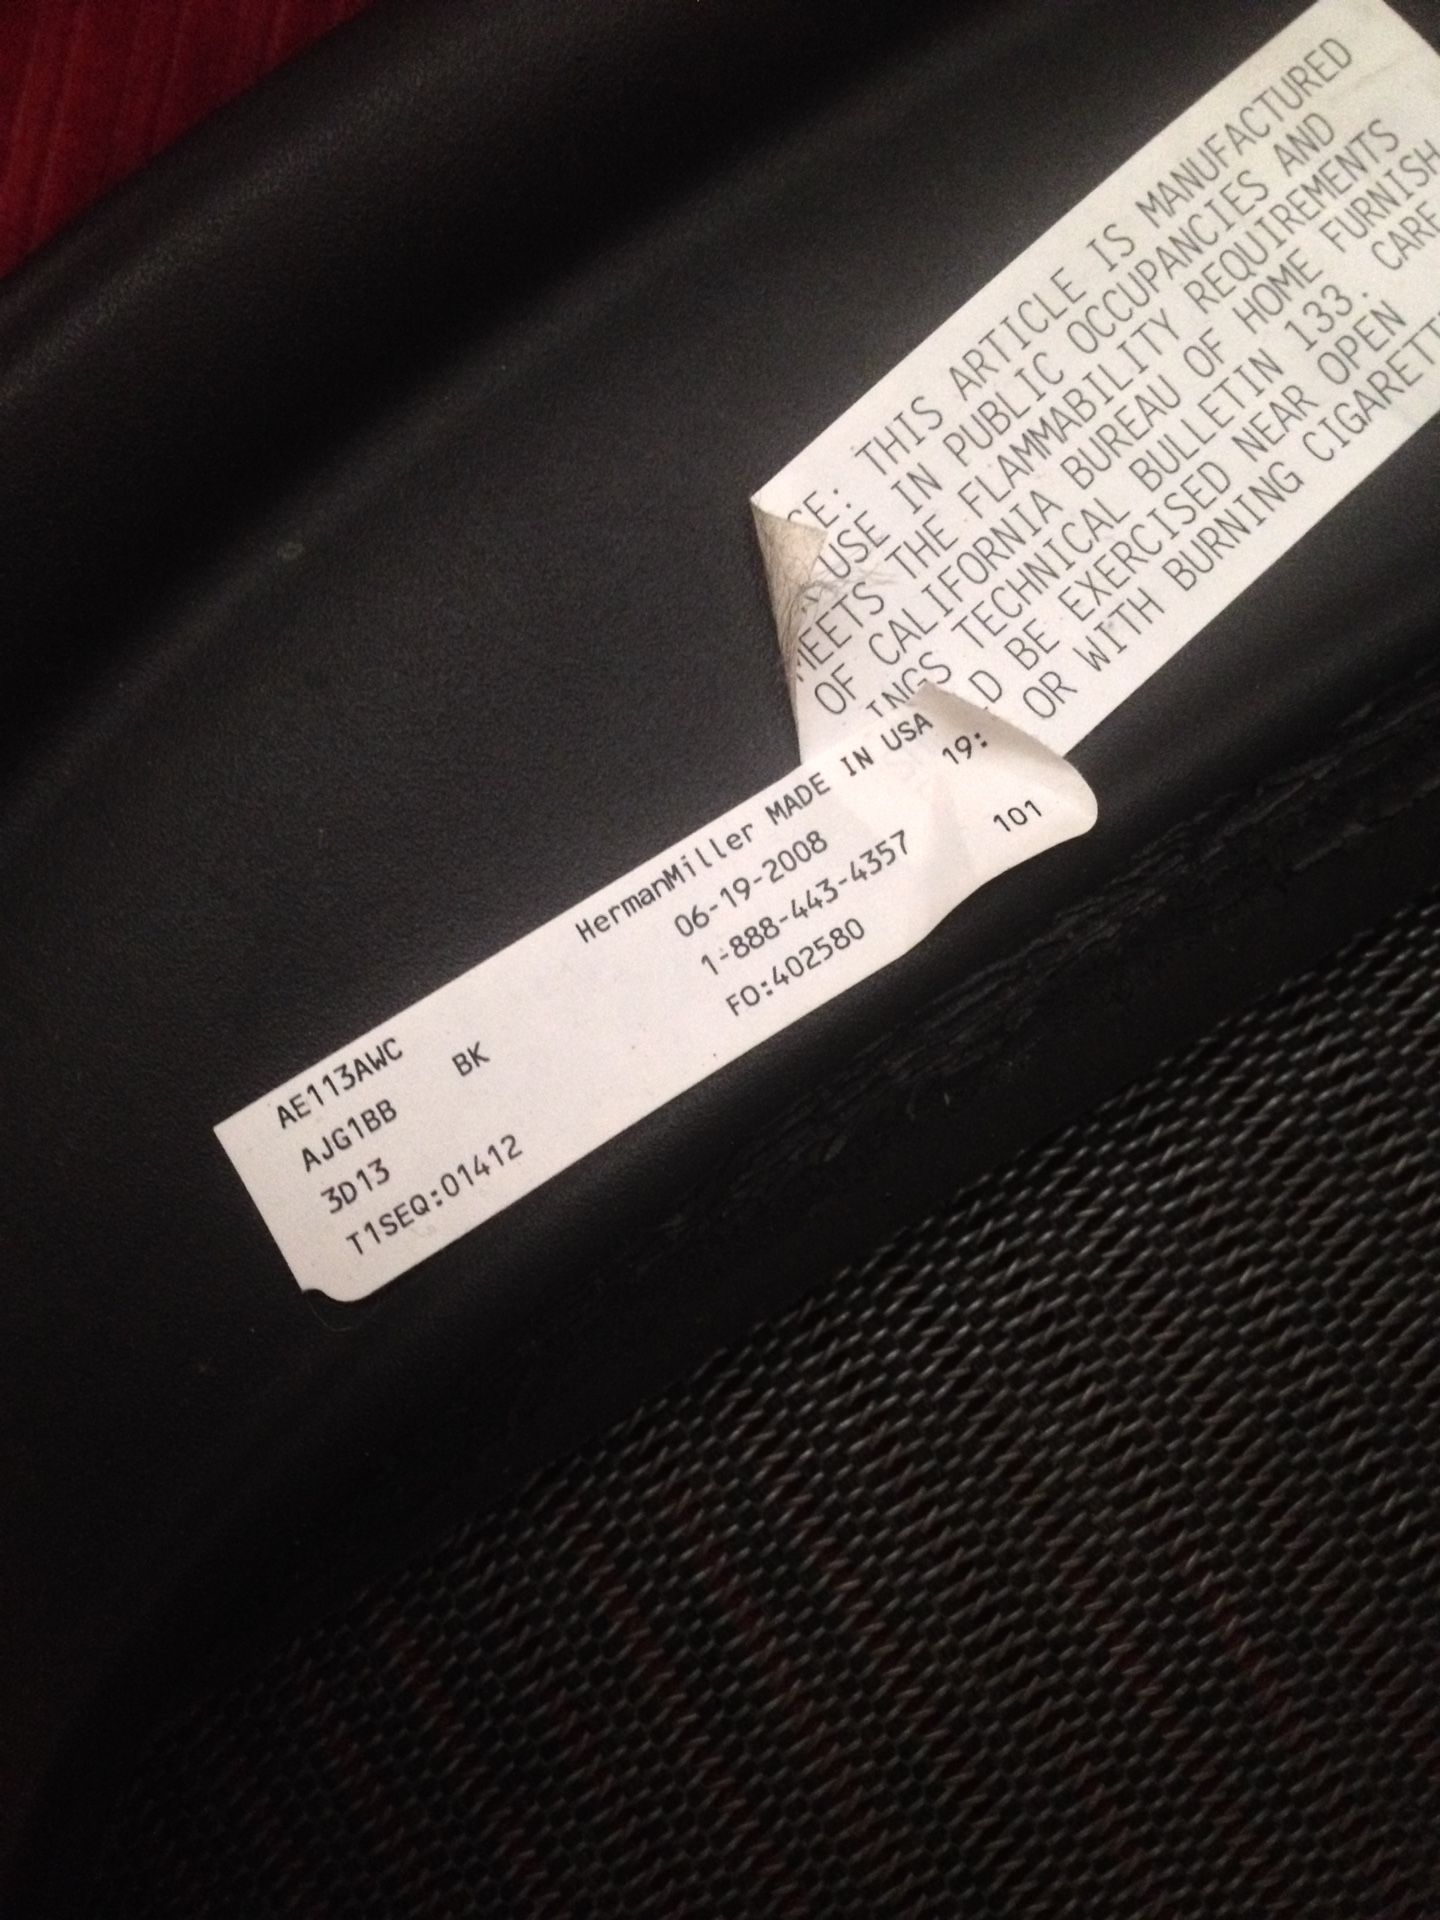 CE: THIS ARTICLE IS MANUFACTURED
USE IN PUBLIC OCCUPANCIES AND
MEETS THE FLAMMABILITY REQUIREMENTS
OF CALIFORNIA BUREAU OF HOME FURNISH
INGS TECHNICAL BULLETIN 133. CARE
D BE EXERCISED NEAR OPEN
OR WITH BURNING CIGARETT
AE113AWC HermanMiller MADE IN USA
AJG1BB BK 06-19-2008 19:
3D13 1-888-443-4357
T1SEQ:01412 FO:402580 101